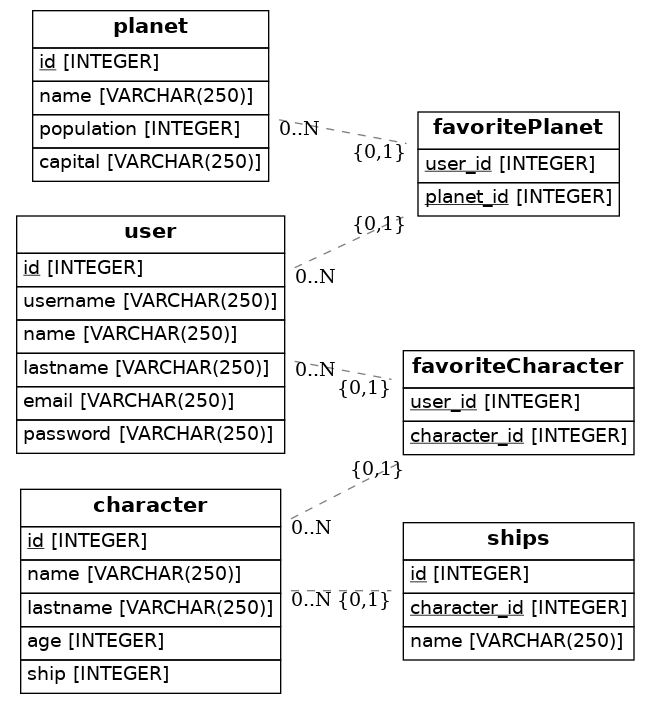 planet
id [INTEGER]
name [VARCHAR(250)]
population [INTEGER]
capital [VARCHAR(250)]
0..N
{0,1}
favoritePlanet
user_id [INTEGER]
planet_id [INTEGER]
{0,1}
0..N
user
id [INTEGER]
username [VARCHAR(250)]
name [VARCHAR(250)]
lastname [VARCHAR(250)]
email [VARCHAR(250)]
password [VARCHAR(250)]
0..N
{0,1}
favoriteCharacter
user_id [INTEGER]
character_id [INTEGER]
{0,1}
0..N
character
id [INTEGER]
name [VARCHAR(250)]
lastname [VARCHAR(250)]
age [INTEGER]
ship [INTEGER]
0..N {0,1}
ships
id [INTEGER]
character_id [INTEGER]
name [VARCHAR(250)]